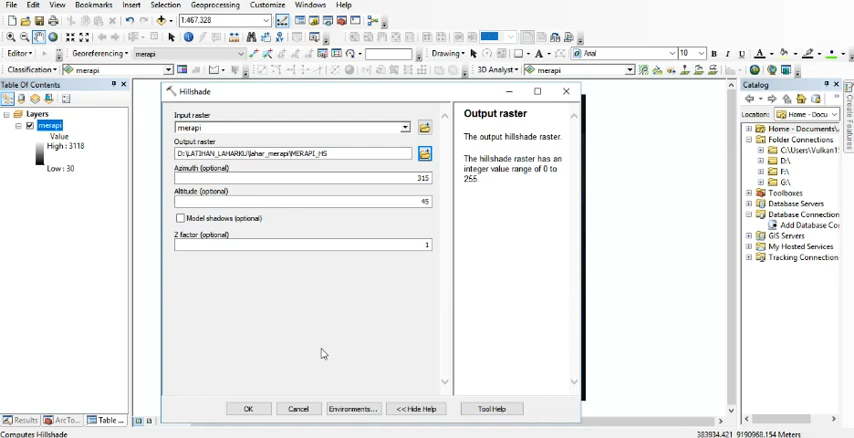 File Edit View Bookmarks Insert Selection Geoprocessing Customize Windows Help
1:467,328
Editor Georeferencing merapi Drawing Arial 10 B I U A
Classification merapi 3D Analyst merapi
Table Of Contents
Layers
merapi
Value
High : 3118
Low : 30
Hillshade
Input raster
merapi
Output raster
D:\LATIHAN_LAHARKU\lahar_merapi\MERAPI_HS
Azimuth (optional)
315
Altitude (optional)
45
Model shadows (optional)
Z factor (optional)
1
Output raster
The output hillshade raster.
The hillshade raster has an
integer value range of 0 to
255.
OK Cancel Environments... << Hide Help Tool Help
Catalog
Location: Home - Docu
Home - Documents\
Folder Connections
C:\Users\Vulkan1
D:\
F:\
G:\
Toolboxes
Database Servers
Database Connection
Add Database Co
GIS Servers
My Hosted Services
Tracking Connection
Create Features
Results ArcTo... Table ...
Computes Hillshade
383934.421 9190968.154 Meters